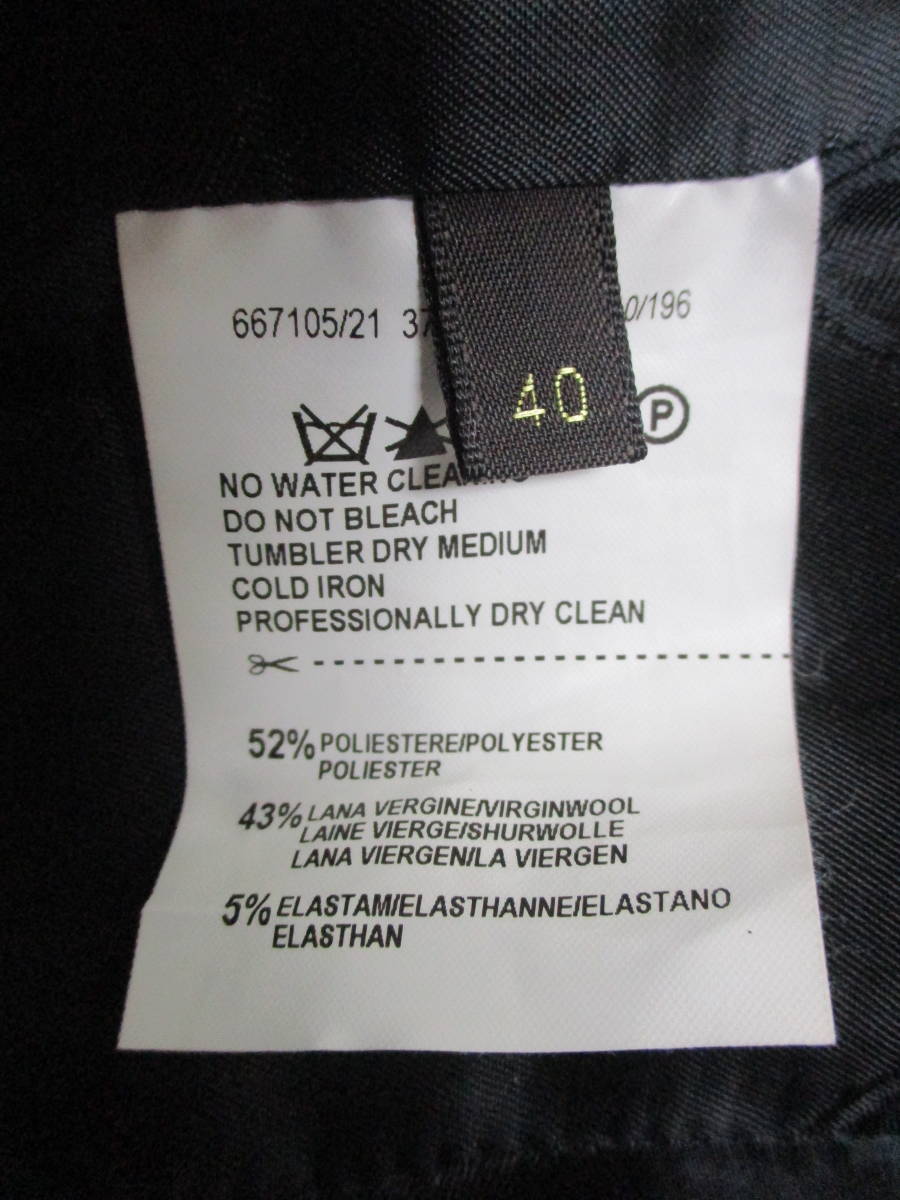 667105/21 37 0/196
40
P
NO WATER
DO NOT BLEACH
TUMBLER DRY MEDIUM
COLD IRON
PROFESSIONALLY DRY CLEAN
52% POLIESTERE/POLYESTER
POLIESTER
43% LANA VERGINE/VIRGINWOOL
LAINE VIERGE/SHURWOLLE
LANA VIERGEN/LA VIERGEN
5% ELASTAM/ELASTHANNE/ELASTANO
ELASTHAN